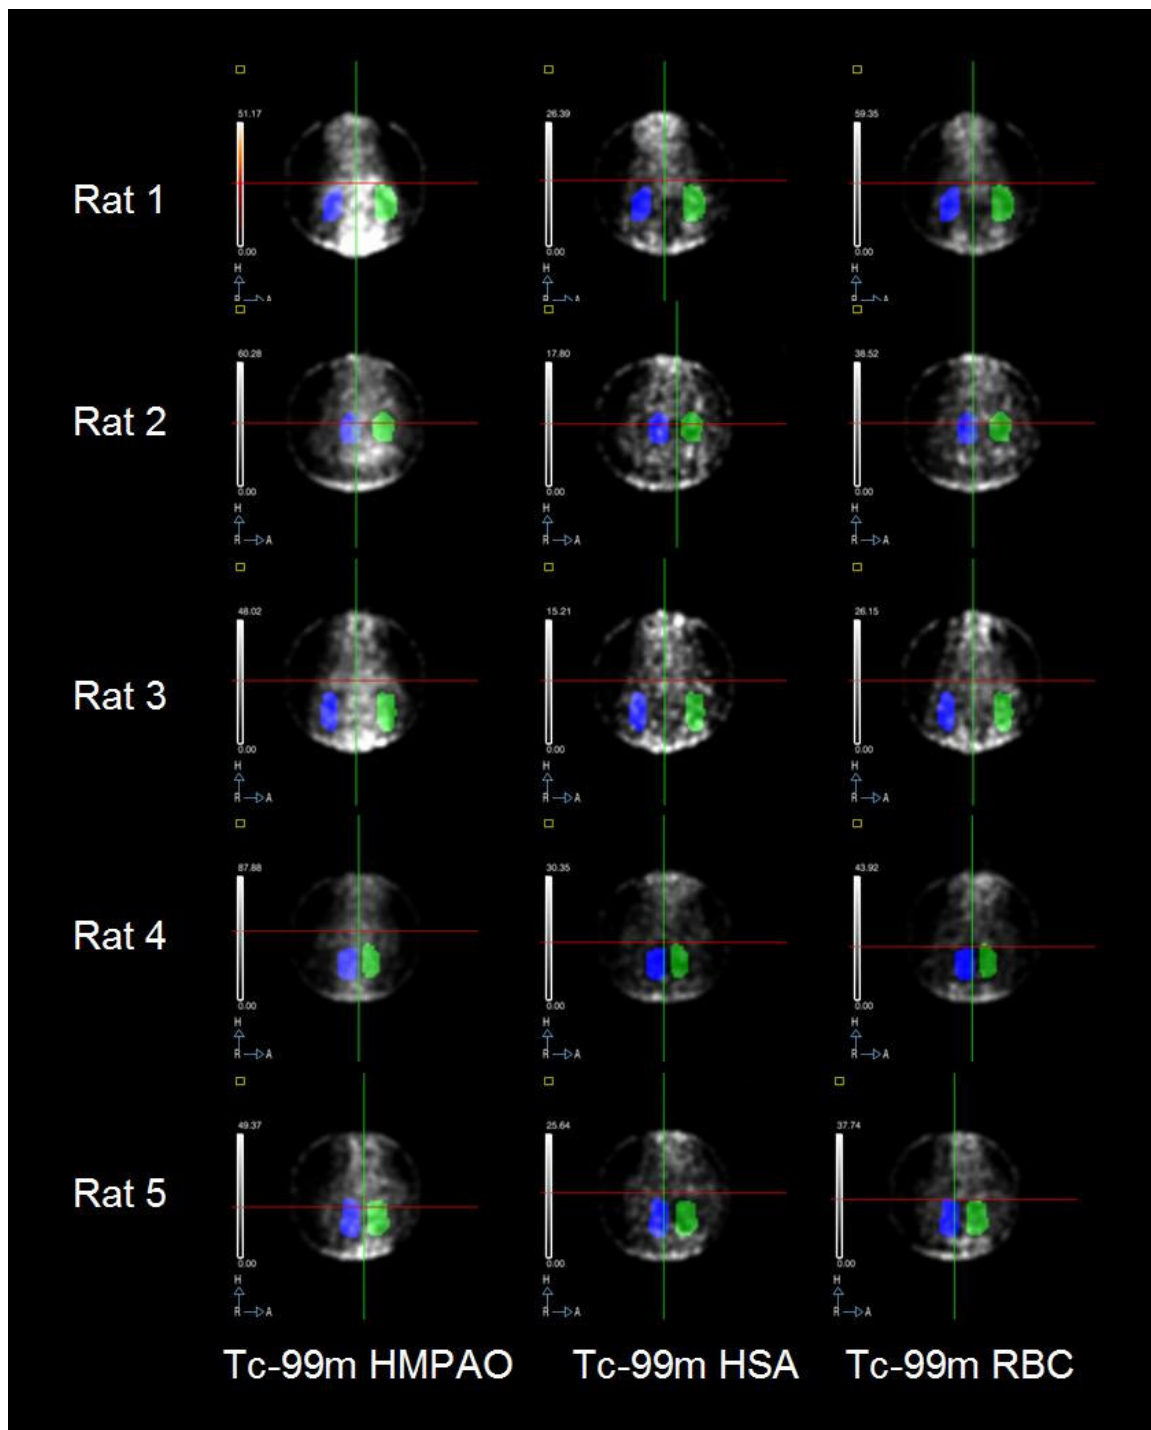 51.17 26.39 59.35
Rat 1
0.00 0.00 0.00
H H H
R A R A R A
60.28 17.80 38.52
Rat 2
0.00 0.00 0.00
H H H
R A R A R A
48.02 15.21 26.15
Rat 3
0.00 0.00 0.00
H H H
R A R A R A
87.88 30.35 43.92
Rat 4
0.00 0.00 0.00
H H H
R A R A R A
49.37 25.64 37.74
Rat 5
0.00 0.00 0.00
H H H
R A R A R A
Tc-99m HMPAO Tc-99m HSA Tc-99m RBC